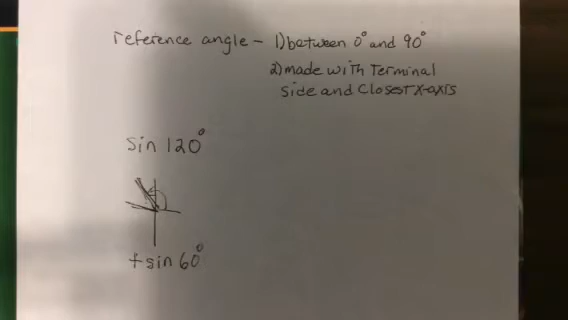 reference angle - 1) between 0° and 90°
2) made with Terminal
side and Closest x-axis
sin 120°
+ sin 60°